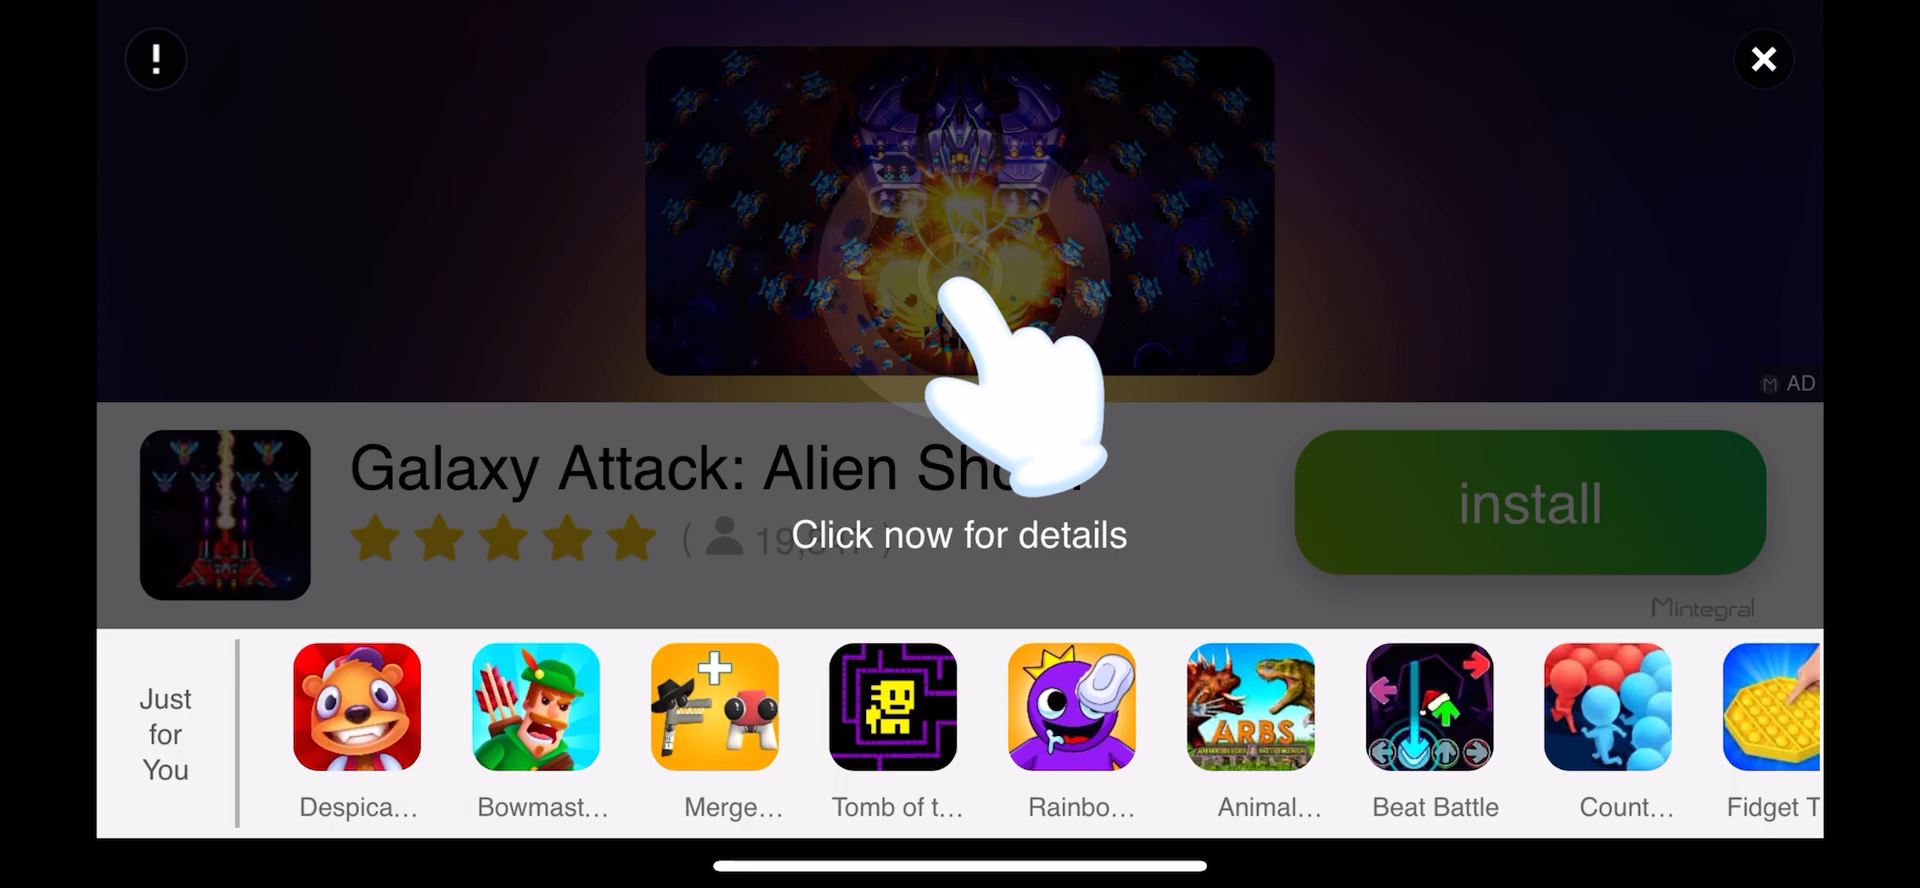 !
AD
Galaxy Attack: Alien
install
Click now for details
Mintegral
Just
for
You
ARBS
Despica...
Bowmast...
Merge...
Tomb of t...
Rainbo...
Animal...
Beat Battle
Count...
Fidget T